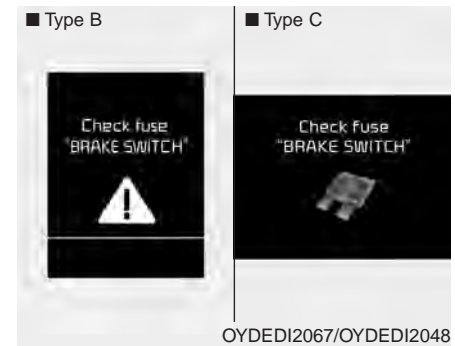 ■ Type B
■ Type C
Check fuse
"BRAKE SWITCH"
Check fuse
"BRAKE SWITCH"
OYDEDI2067/OYDEDI2048